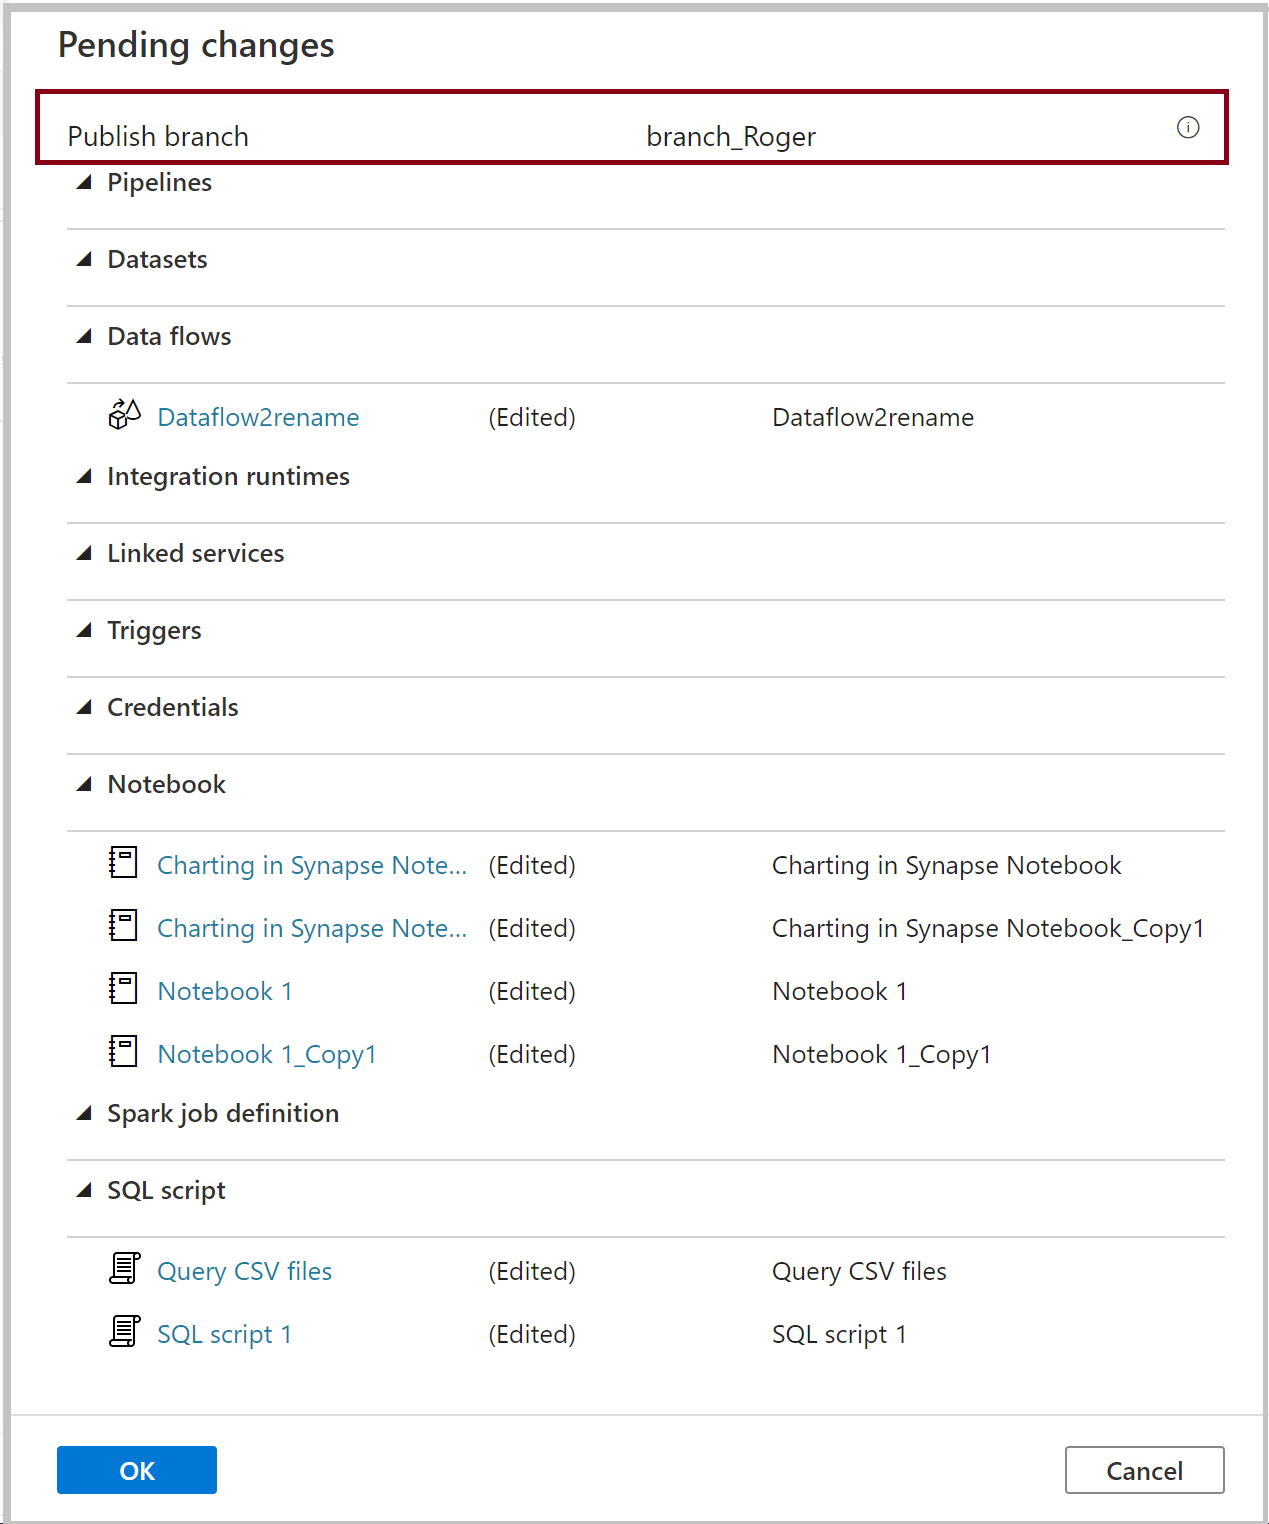 Pending changes
Publish branch branch_Roger
Pipelines
Datasets
Data flows
Dataflow2rename (Edited) Dataflow2rename
Integration runtimes
Linked services
Triggers
Credentials
Notebook
Charting in Synapse Note... (Edited) Charting in Synapse Notebook
Charting in Synapse Note... (Edited) Charting in Synapse Notebook_Copy1
Notebook 1 (Edited) Notebook 1
Notebook 1_Copy1 (Edited) Notebook 1_Copy1
Spark job definition
SQL script
Query CSV files (Edited) Query CSV files
SQL script 1 (Edited) SQL script 1
OK Cancel